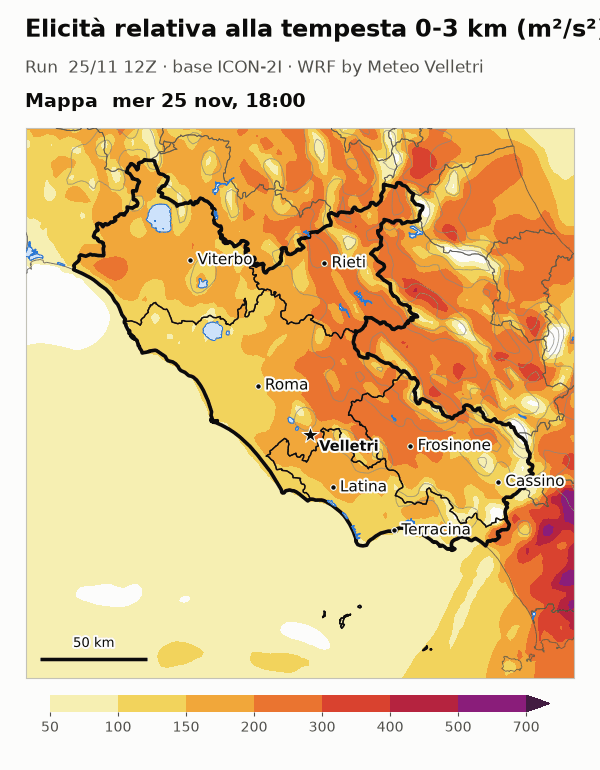 Elicità relativa alla tempesta 0-3 km (m²/s²)
Run  25/11 12Z · base ICON-2I · WRF by Meteo Velletri
Mappa  mer 25 nov, 18:00
Viterbo
Rieti
Roma
Velletri
Frosinone
Cassino
Latina
Terracina
50 km
50 100 150 200 300 400 500 700